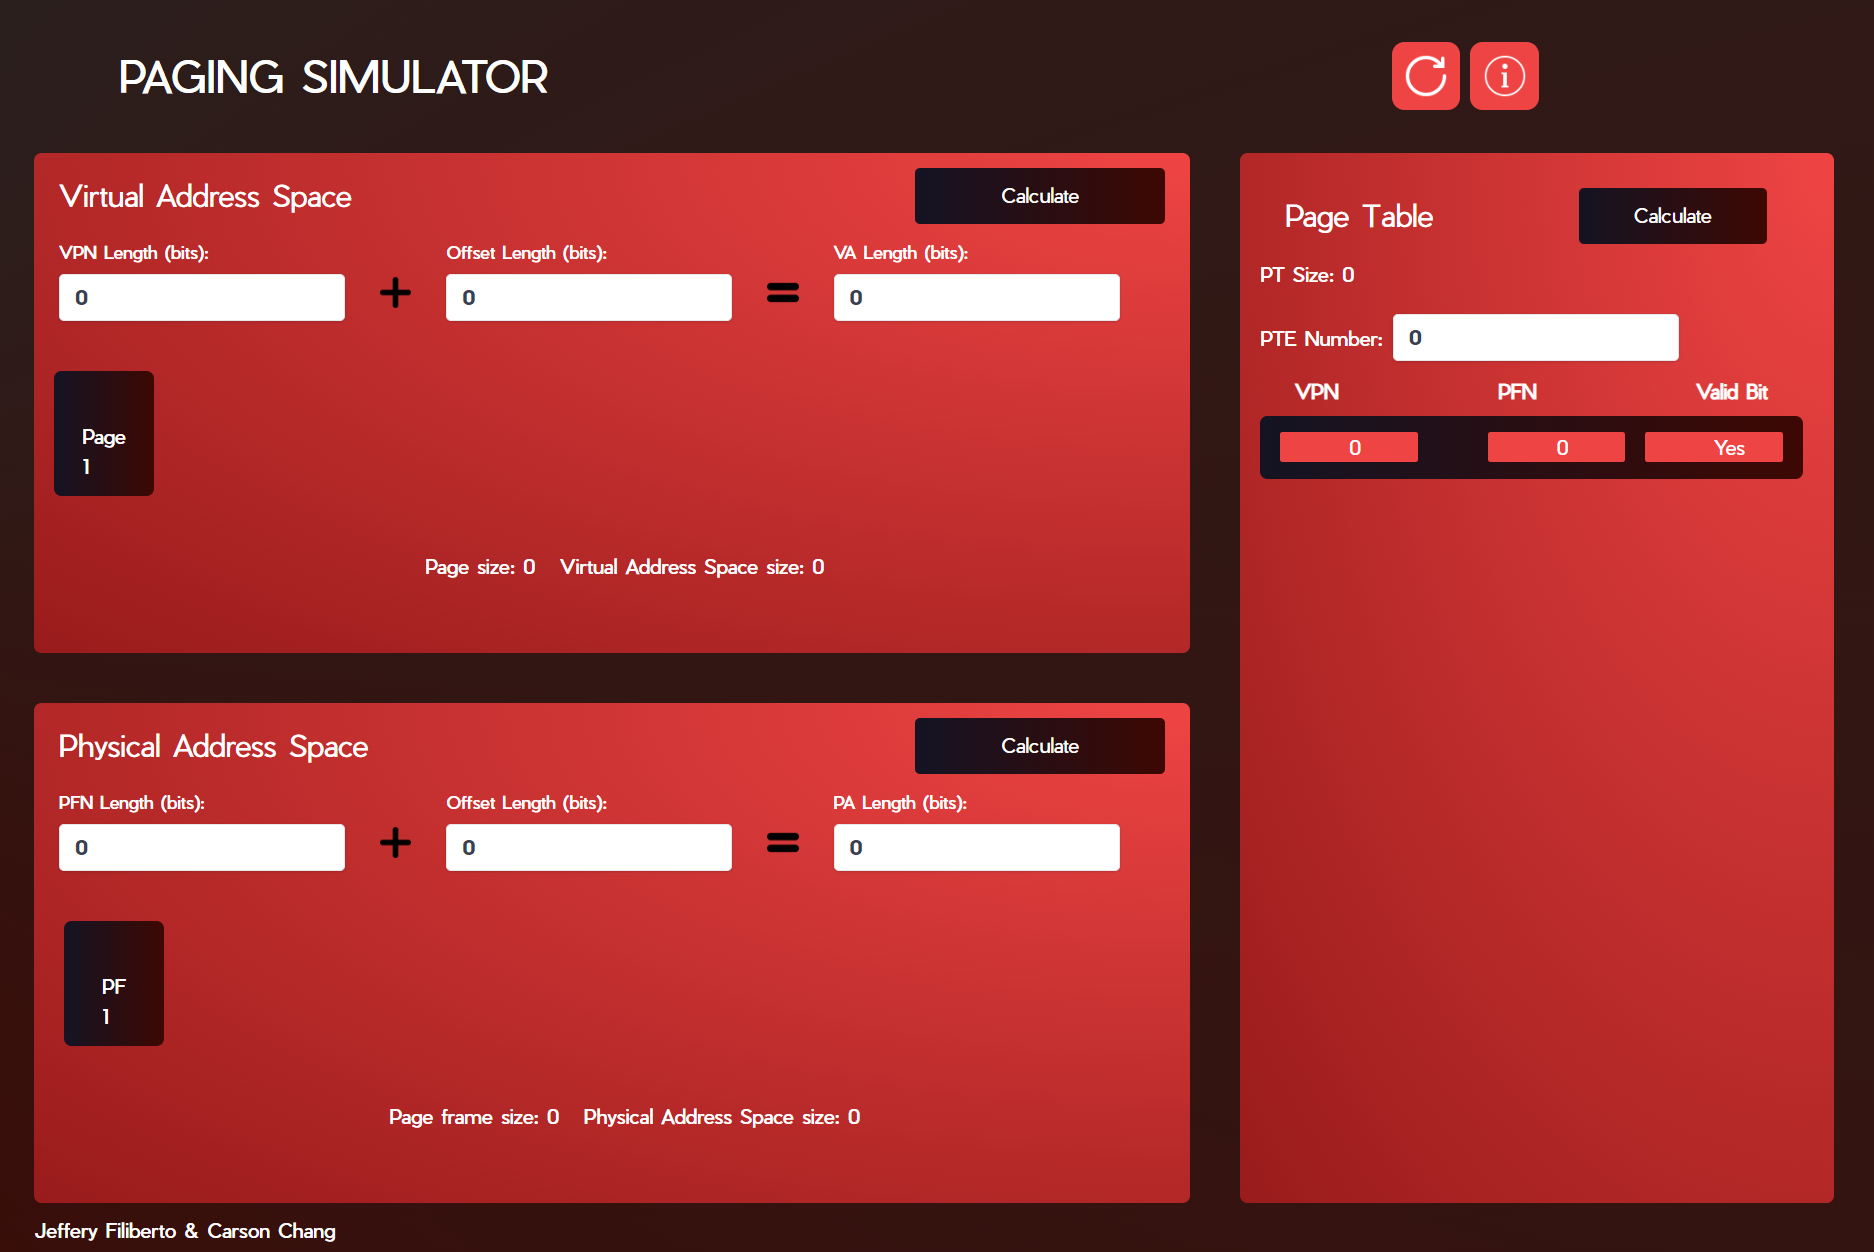 PAGING SIMULATOR
Virtual Address Space
Calculate
VPN Length (bits):
Offset Length (bits):
VA Length (bits):
0
+
0
=
0
Page
1
Page size: 0
Virtual Address Space size: 0
Physical Address Space
Calculate
PFN Length (bits):
Offset Length (bits):
PA Length (bits):
0
+
0
=
0
PF
1
Page frame size: 0
Physical Address Space size: 0
Page Table
Calculate
PT Size: 0
PTE Number: 0
VPN PFN Valid Bit
0 0 Yes
Jeffery Filiberto & Carson Chang